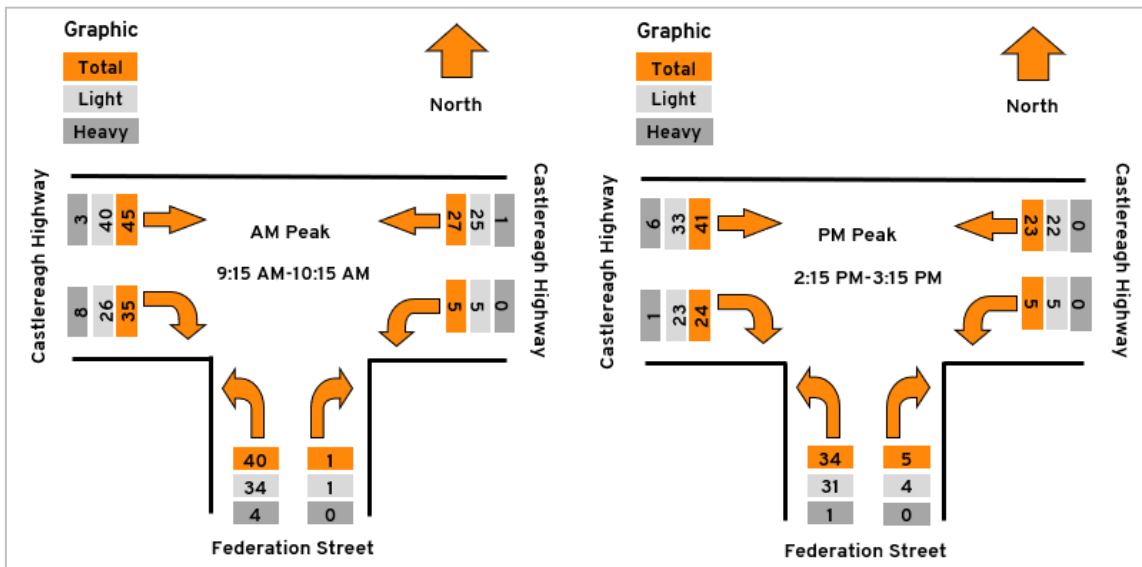 Graphic
Total
Light
Heavy
North
Castlereagh Highway
3 40 45
8 26 35
AM Peak
9:15 AM-10:15 AM
27 25 1
5 5 0
Castlereagh Highway
40 1
34 1
4 0
Federation Street
Graphic
Total
Light
Heavy
North
Castlereagh Highway
6 33 41
1 23 24
PM Peak
2:15 PM-3:15 PM
23 22 0
5 5 0
Castlereagh Highway
34 5
31 4
1 0
Federation Street